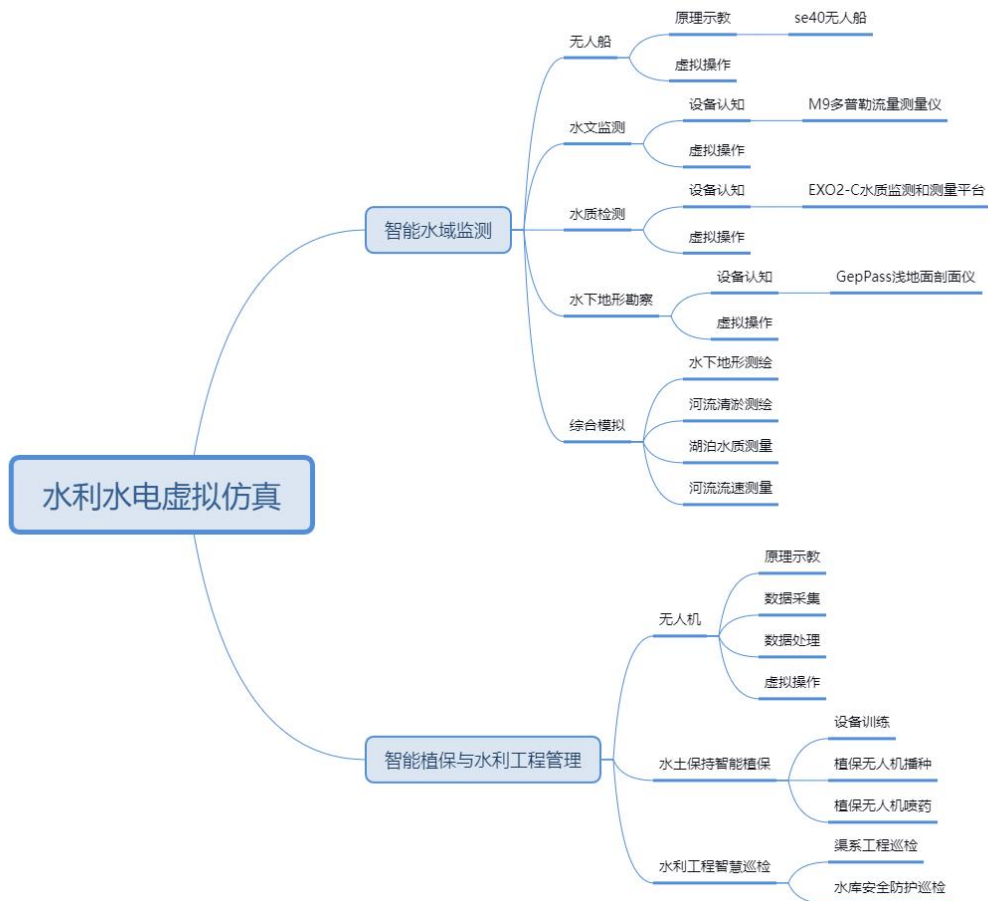 水利水电虚拟仿真
智能水域监测
无人船
原理示教
se40无人船
虚拟操作
水文监测
设备认知
M9多普勒流量测量仪
虚拟操作
水质检测
设备认知
EXO2-C水质监测和测量平台
虚拟操作
水下地形勘察
设备认知
GepPass浅地面剖面仪
虚拟操作
综合模拟
水下地形测绘
河流清淤测绘
湖泊水质测量
河流流速测量
智能植保与水利工程管理
无人机
原理示教
数据采集
数据处理
虚拟操作
水土保持智能植保
设备训练
植保无人机播种
植保无人机喷药
水利工程智慧巡检
渠系工程巡检
水库安全防护巡检